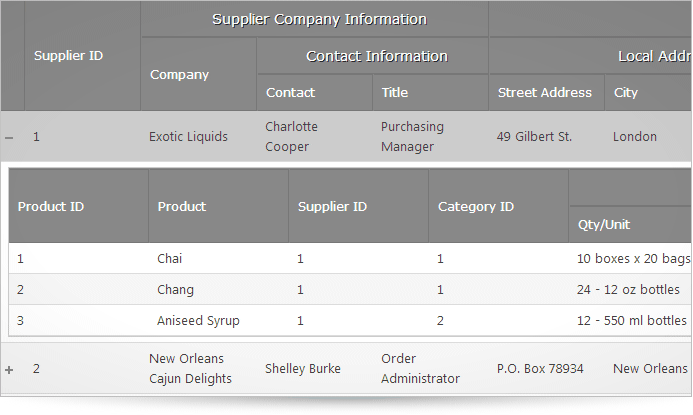 Supplier Company Information
Supplier ID
Contact Information
Local Addr
Company
Contact
Title
Street Address
City
1
Exotic Liquids
Charlotte
Cooper
Purchasing
Manager
49 Gilbert St.
London
Product ID
Product
Supplier ID
Category ID
Qty/Unit
1
Chai
1
1
10 boxes x 20 bags
2
Chang
1
1
24 - 12 oz bottles
3
Aniseed Syrup
1
2
12 - 550 ml bottles
2
New Orleans
Cajun Delights
Shelley Burke
Order
Administrator
P.O. Box 78934
New Orleans